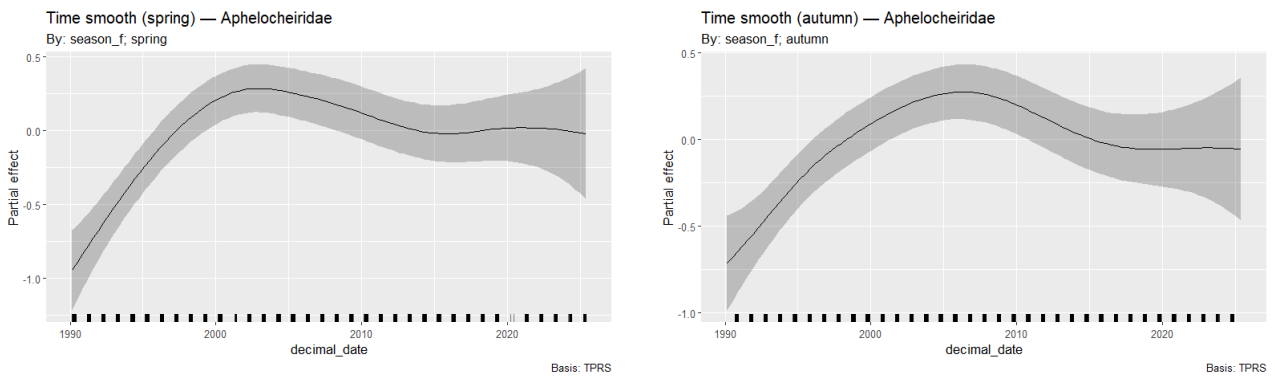 Time smooth (spring) — Aphelocheiridae
By: season_f; spring
0.5
0.0
-0.5
-1.0
Partial effect
1990 2000 2010 2020
decimal_date
Basis: TPRS
Time smooth (autumn) — Aphelocheiridae
By: season_f; autumn
0.5
0.0
-0.5
-1.0
Partial effect
1990 2000 2010 2020
decimal_date
Basis: TPRS